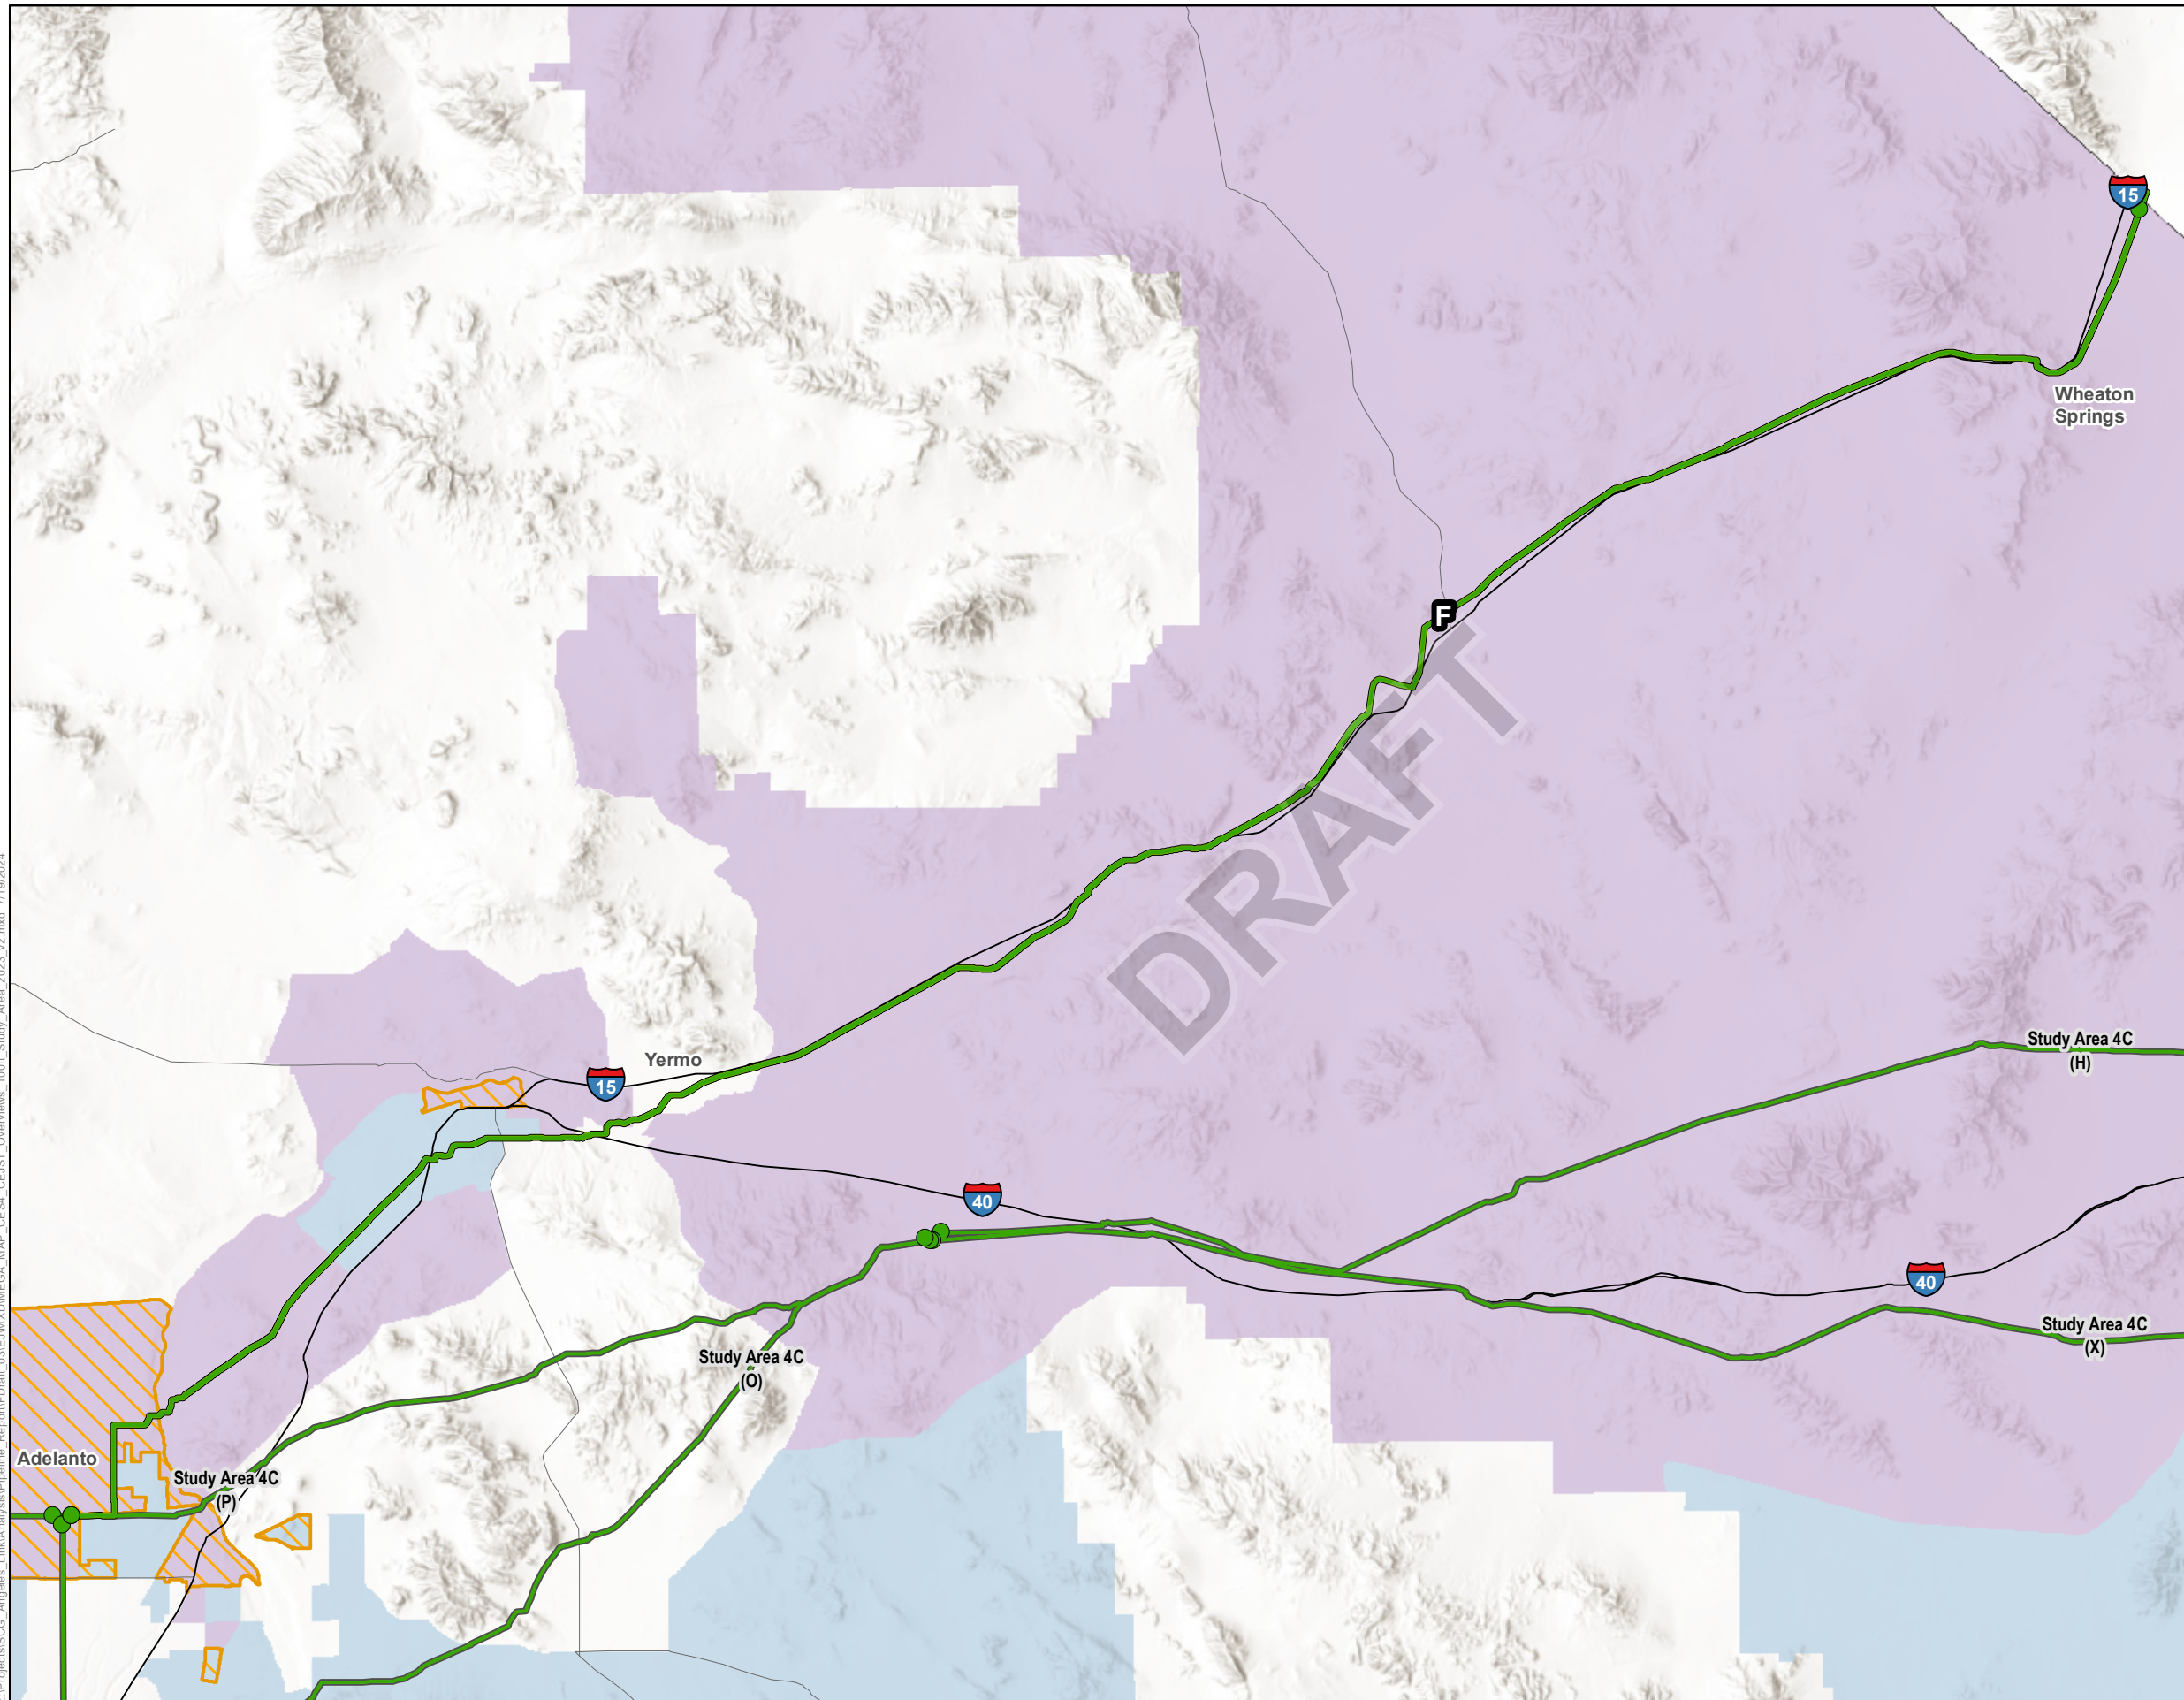 15
Wheaton
Springs
F
DRAFT
Study Area 4C
(H)
Yermo
15
40
40
Study Area 4C
(X)
Study Area 4C
(O)
Adelanto
Study Area 4C
(P)